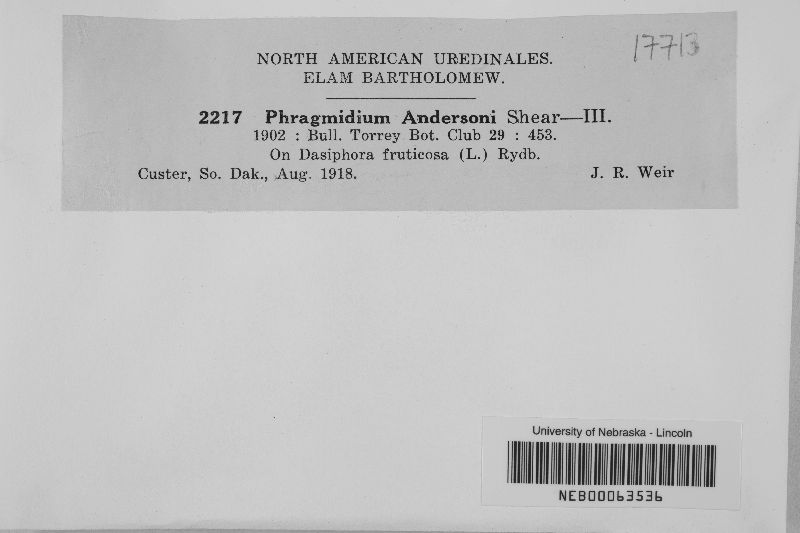 17713
NORTH AMERICAN UREDINALES.
ELAM BARTHOLOMEW.
2217 Phragmidium Andersoni Shear—III.
1902 : Bull. Torrey Bot. Club 29 : 453.
On Dasiphora fruticosa (L.) Rydb.
Custer, So. Dak., Aug. 1918. J. R. Weir
University of Nebraska - Lincoln
NEB00063536